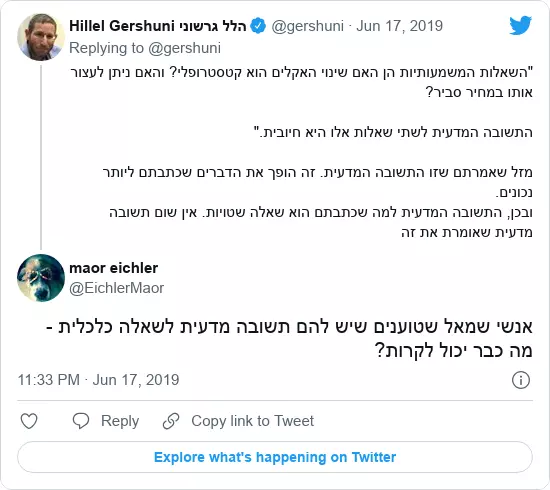 Hillel Gershuni הלל גרשוני @gershuni · Jun 17, 2019
Replying to @gershuni
"השאלות המשמעותיות הן האם שינוי האקלים הוא קטסטרופלי? והאם ניתן לעצור
אותו במחיר סביר?
התשובה המדעית לשתי שאלות אלו היא חיובית."
מזל שאמרתם שזו התשובה המדעית. זה הופך את הדברים שכתבתם ליותר
נכונים.
ובכן, התשובה המדעית למה שכתבתם הוא שאלה שטויות. אין שום תשובה
מדעית שאומרת את זה
maor eichler
@EichlerMaor
אנשי שמאל שטוענים שיש להם תשובה מדעית לשאלה כלכלית -
מה כבר יכול לקרות?
11:33 PM · Jun 17, 2019
Reply
Copy link to Tweet
Explore what's happening on Twitter